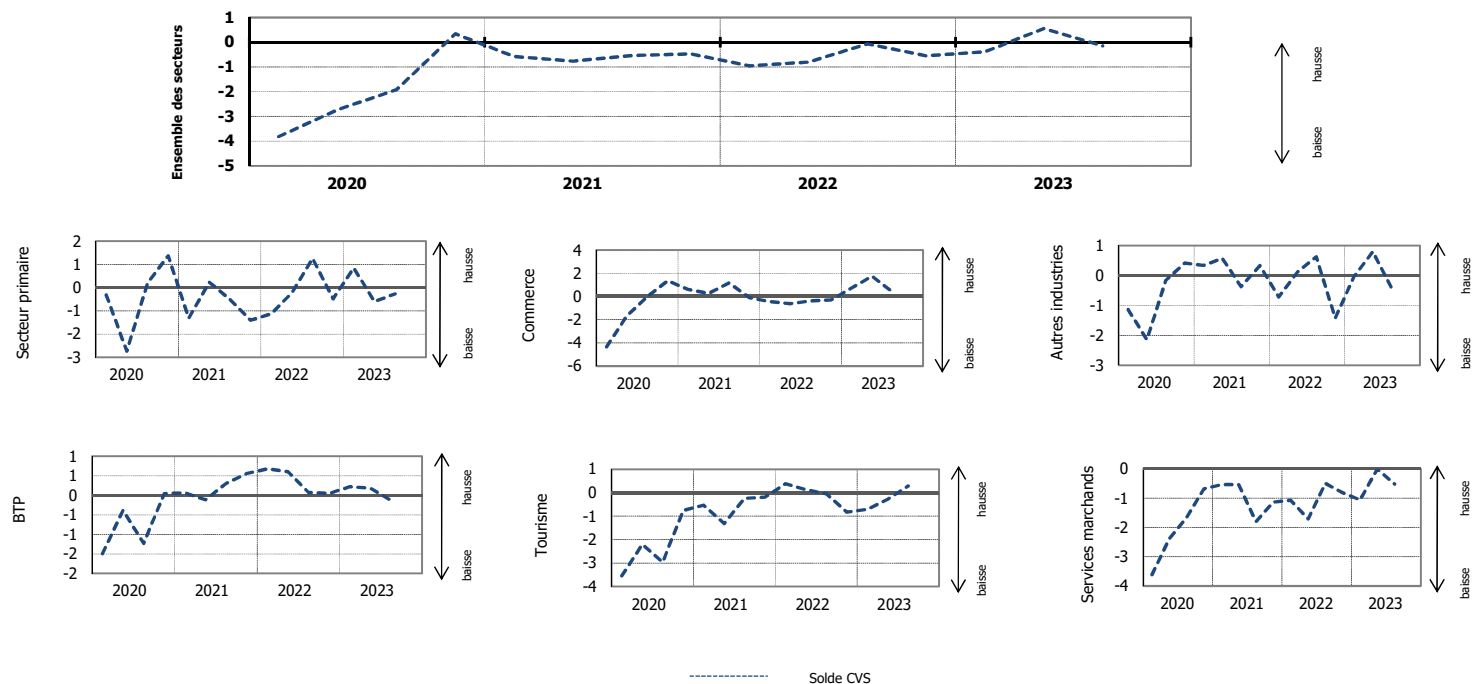 Ensemble des secteurs
1
0
-1
-2
-3
-4
-5
2020 2021 2022 2023
hausse
baisse
Secteur primaire
2
1
0
-1
-2
-3
2020 2021 2022 2023
hausse
baisse
Commerce
4
2
0
-2
-4
-6
2020 2021 2022 2023
hausse
baisse
Autres industries
1
0
-1
-2
-3
2020 2021 2022 2023
hausse
baisse
BTP
1
1
0
-1
-1
-2
-2
2020 2021 2022 2023
hausse
baisse
Tourisme
1
0
-1
-2
-3
-4
2020 2021 2022 2023
hausse
baisse
Services marchands
0
-1
-2
-3
-4
2020 2021 2022 2023
hausse
baisse
Solde CVS